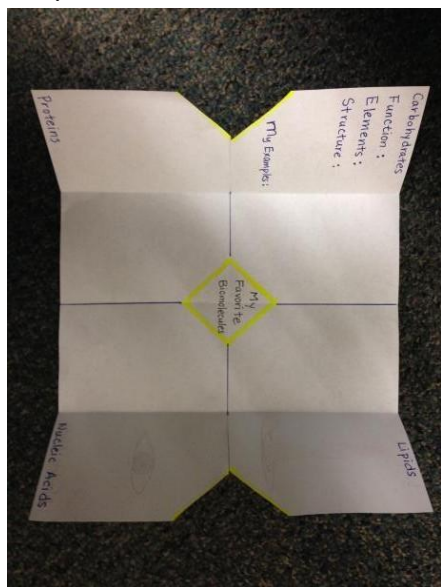 Carbohydrates
Function :
Elements :
Structure :
My Examples:
Lipids
My
Favorite
Biomolecules
Proteins
Nucleic Acids